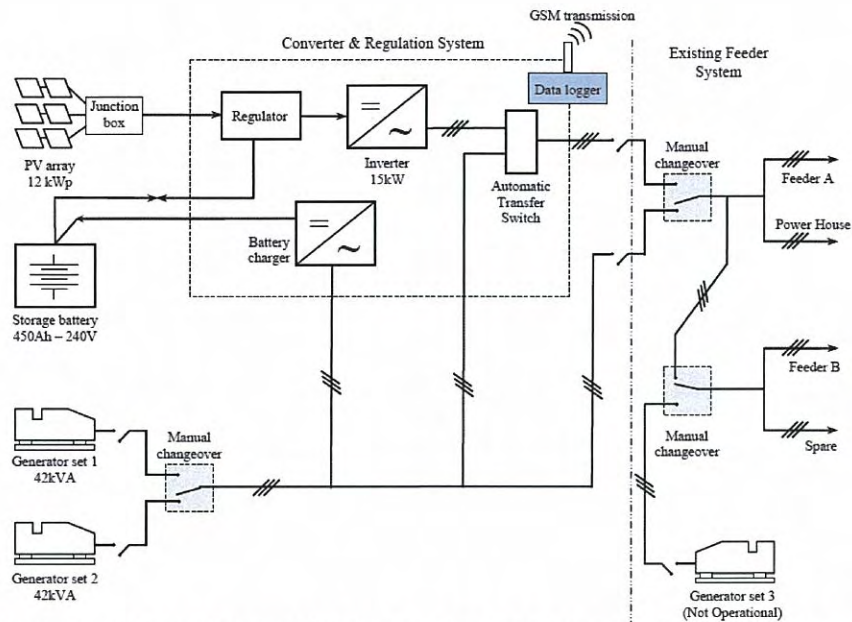 GSM transmission
Converter & Regulation System
Existing Feeder
System
Data logger
Junction
box
Regulator
=
~
Manual
changeover
PV array
12 kWp
Inverter
15kW
Automatic
Transfer
Switch
Feeder A
Power House
Battery
charger
=
~
Storage battery
450Ah – 240V
Feeder B
Manual
changeover
Spare
Generator set 1
42kVA
Manual
changeover
Generator set 2
42kVA
Generator set 3
(Not Operational)